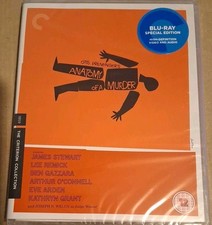 BLU-RAY
SPECIAL EDITION
OTTO PREMINGER'S
ANATOMY
OF A
MURDER
JAMES STEWART
LEE REMICK
BEN GAZZARA
ARTHUR O'CONNELL
EVE ARDEN
KATHRYN GRANT
THE CRITERION COLLECTION
12